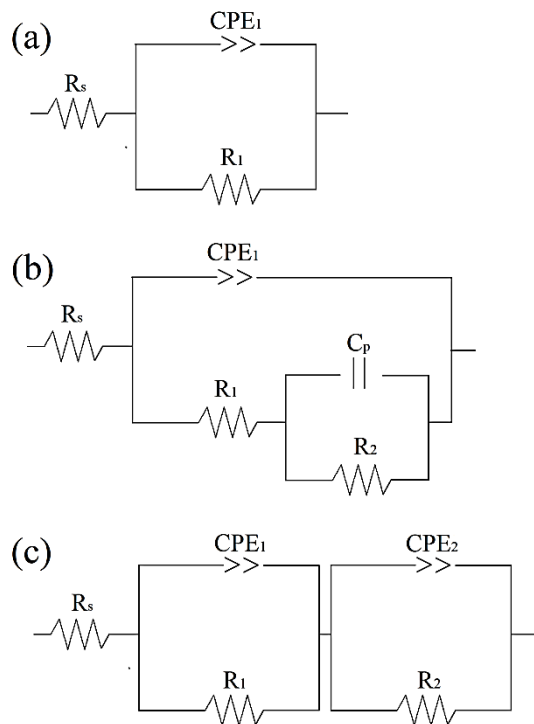 (a)
CPE₁
Rₛ
R₁
(b)
CPE₁
Rₛ
Cₚ
R₁
R₂
(c)
CPE₁ CPE₂
Rₛ
R₁ R₂